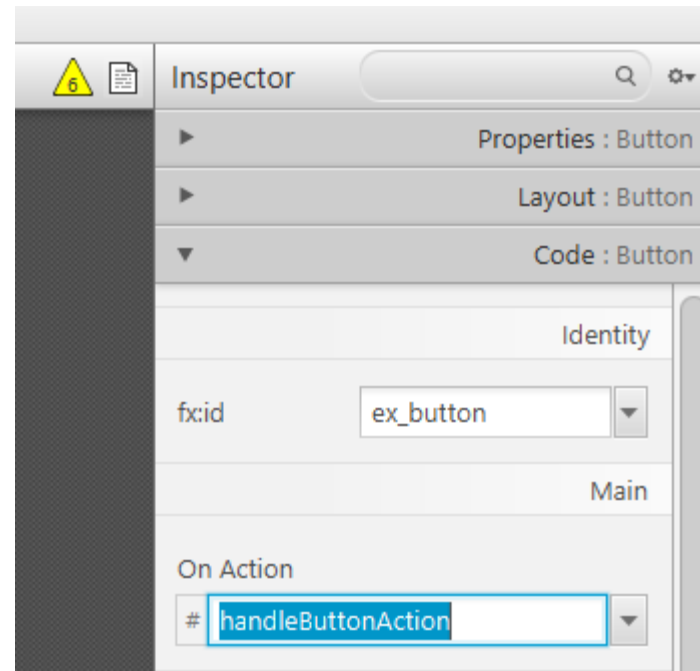 6
Inspector
Properties : Button
Layout : Button
Code : Button
Identity
fx:id ex_button
Main
On Action
# handleButtonAction